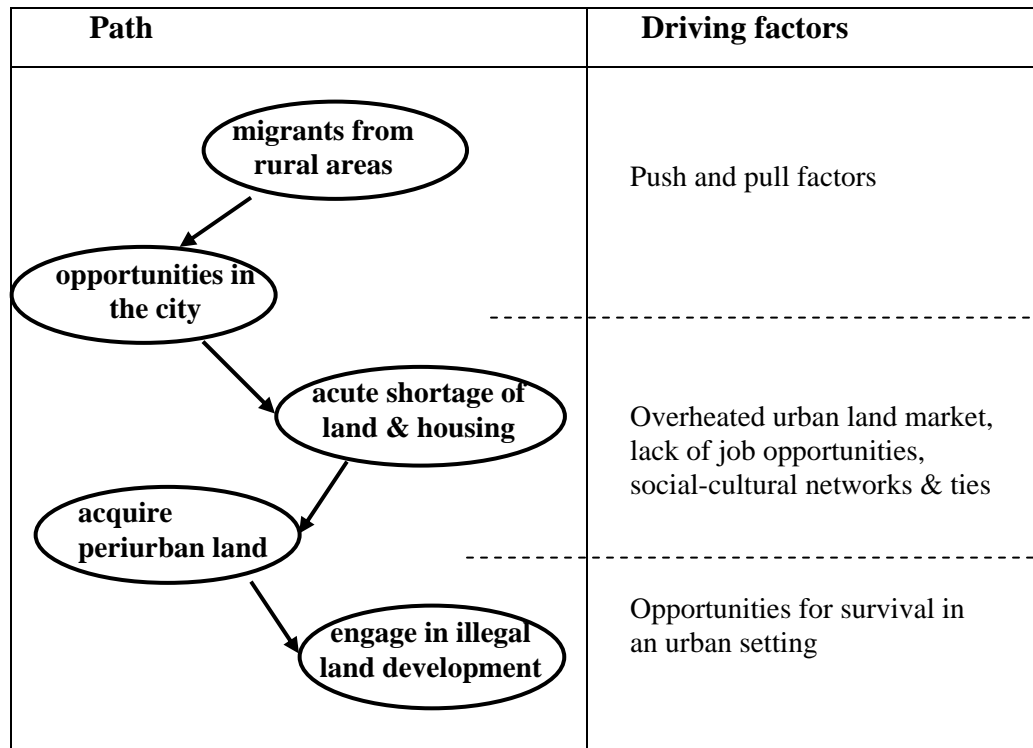 Path
Driving factors
migrants from
rural areas
Push and pull factors
opportunities in
the city
acute shortage of
land & housing
Overheated urban land market,
lack of job opportunities,
social-cultural networks & ties
acquire
periurban land
engage in illegal
land development
Opportunities for survival in
an urban setting